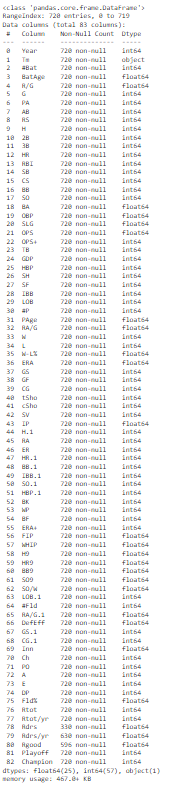 <class 'pandas.core.frame.DataFrame'>
RangeIndex: 720 entries, 0 to 719
Data columns (total 83 columns):
# Column Non-Null Count Dtype
--- ------ -------------- -----
0 Year 720 non-null int64
1 Tm 720 non-null object
2 #Bat 720 non-null int64
3 BatAge 720 non-null float64
4 R/G 720 non-null float64
5 G 720 non-null int64
6 PA 720 non-null int64
7 AB 720 non-null int64
8 RS 720 non-null int64
9 H 720 non-null int64
10 2B 720 non-null int64
11 3B 720 non-null int64
12 HR 720 non-null int64
13 RBI 720 non-null int64
14 SB 720 non-null int64
15 CS 720 non-null int64
16 BB 720 non-null int64
17 SO 720 non-null int64
18 BA 720 non-null float64
19 OBP 720 non-null float64
20 SLG 720 non-null float64
21 OPS 720 non-null float64
22 OPS+ 720 non-null int64
23 TB 720 non-null int64
24 GDP 720 non-null int64
25 HBP 720 non-null int64
26 SH 720 non-null int64
27 SF 720 non-null int64
28 IBB 720 non-null int64
29 LOB 720 non-null int64
30 #P 720 non-null int64
31 PAge 720 non-null float64
32 RA/G 720 non-null float64
33 W 720 non-null int64
34 L 720 non-null int64
35 W-L% 720 non-null float64
36 ERA 720 non-null float64
37 GS 720 non-null int64
38 GF 720 non-null int64
39 CG 720 non-null int64
40 tSho 720 non-null int64
41 cSho 720 non-null int64
42 SV 720 non-null int64
43 IP 720 non-null float64
44 H.1 720 non-null int64
45 RA 720 non-null int64
46 ER 720 non-null int64
47 HR.1 720 non-null int64
48 BB.1 720 non-null int64
49 IBB.1 720 non-null int64
50 SO.1 720 non-null int64
51 HBP.1 720 non-null int64
52 BK 720 non-null int64
53 WP 720 non-null int64
54 BF 720 non-null int64
55 ERA+ 720 non-null int64
56 FIP 720 non-null float64
57 WHIP 720 non-null float64
58 H9 720 non-null float64
59 HR9 720 non-null float64
60 BB9 720 non-null float64
61 SO9 720 non-null float64
62 SO/W 720 non-null float64
63 LOB.1 720 non-null int64
64 #Fld 720 non-null int64
65 RA/G.1 720 non-null float64
66 DefEff 720 non-null float64
67 GS.1 720 non-null int64
68 CG.1 720 non-null int64
69 Inn 720 non-null float64
70 Ch 720 non-null int64
71 PO 720 non-null int64
72 A 720 non-null int64
73 E 720 non-null int64
74 DP 720 non-null int64
75 Fld% 720 non-null float64
76 Rtot 720 non-null int64
77 Rtot/yr 720 non-null int64
78 Rdrs 330 non-null float64
79 Rdrs/yr 630 non-null float64
80 Rgood 596 non-null float64
81 Playoff 720 non-null int64
82 Champion 720 non-null int64
dtypes: float64(25), int64(57), object(1)
memory usage: 467.0+ KB